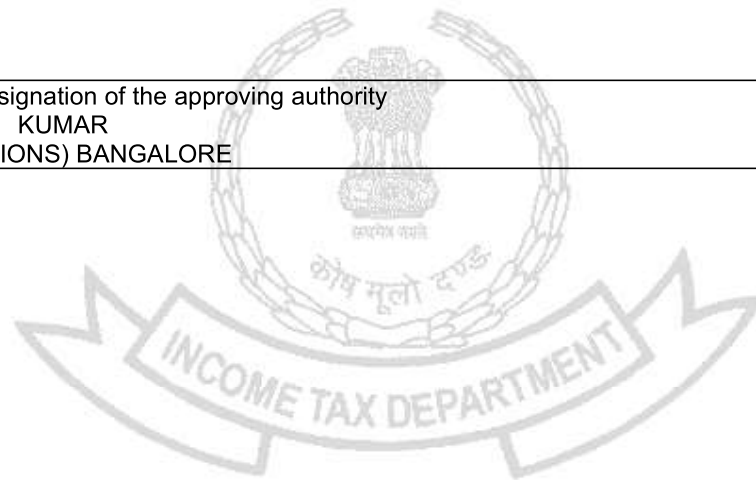 signation of the approving authority
KUMAR
IONS) BANGALORE
सत्यमेव जयते
कोष मूलो दण्डः
INCOME TAX DEPARTMENT